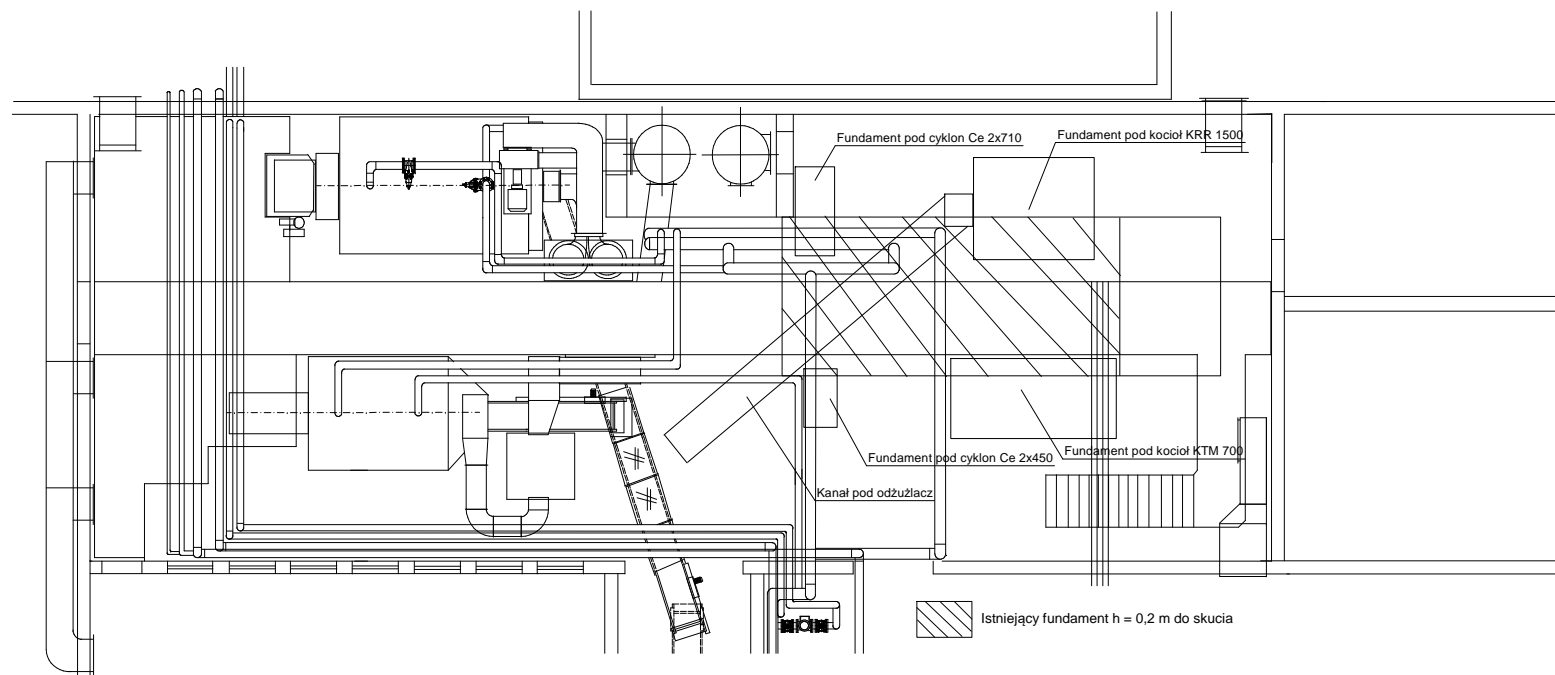 Fundament pod cyklon Ce 2x710
Fundament pod kocioł KRR 1500
Fundament pod kocioł KTM 700
Fundament pod cyklon Ce 2x450
Kanał pod odżużlacz
Istniejący fundament h = 0,2 m do skucia